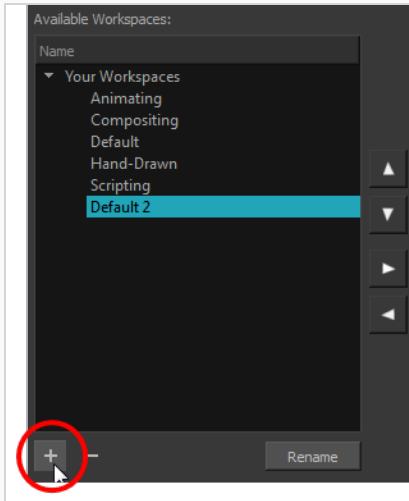 Available Workspaces:
Name
Your Workspaces
Animating
Compositing
Default
Hand-Drawn
Scripting
Default 2
Rename